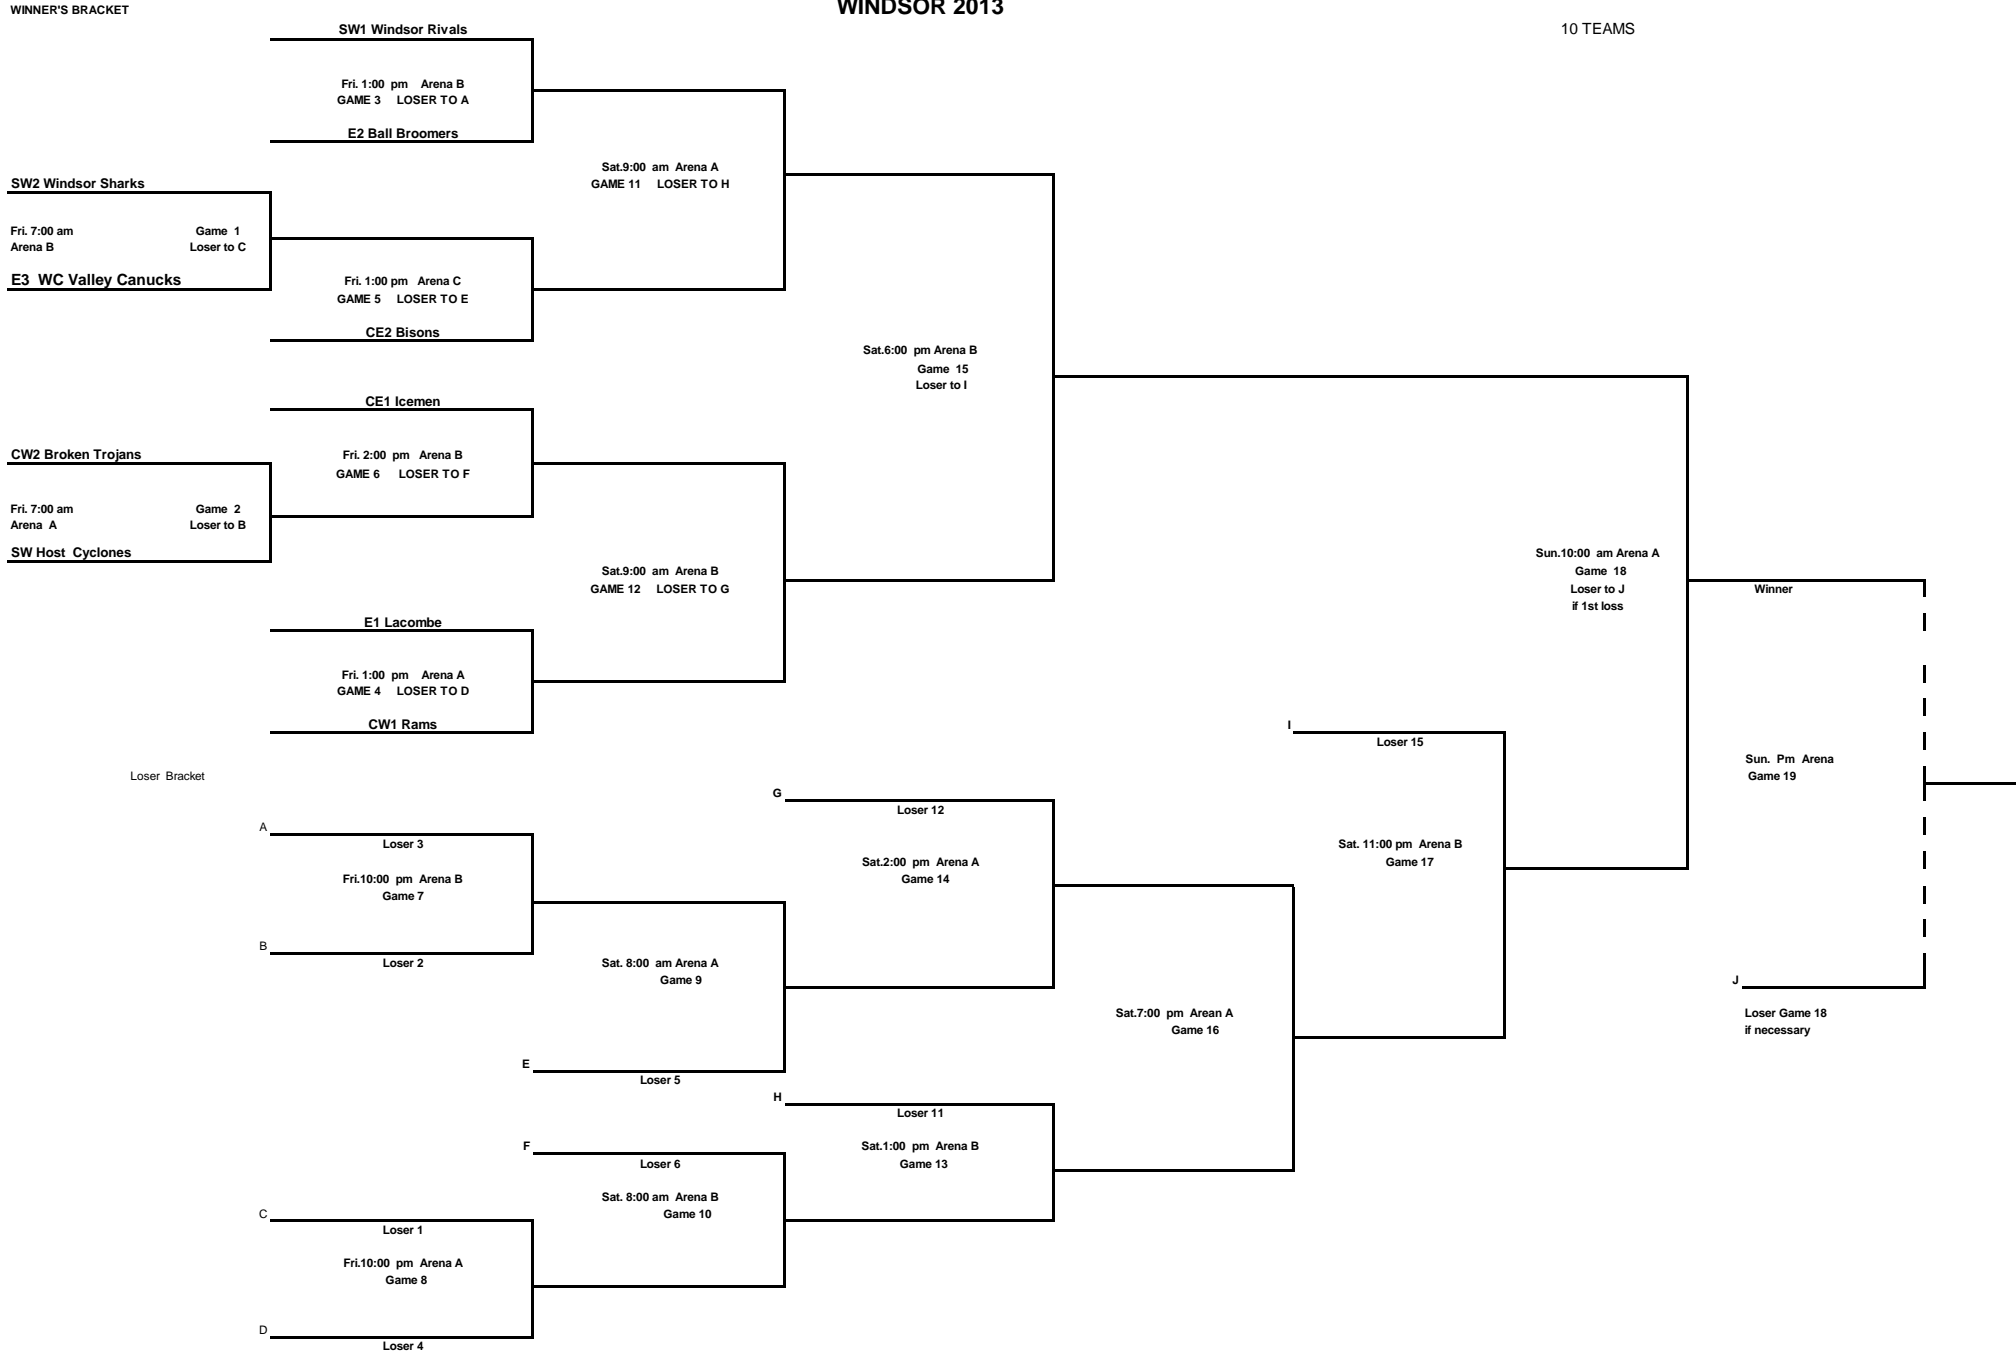 WINNER'S BRACKET
WINDSOR 2013
10 TEAMS
SW1 Windsor Rivals
Fri. 1:00 pm Arena B
GAME 3 LOSER TO A
E2 Ball Broomers
Sat.9:00 am Arena A
GAME 11 LOSER TO H
SW2 Windsor Sharks
Fri. 7:00 am Game 1
Arena B Loser to C
E3 WC Valley Canucks
Fri. 1:00 pm Arena C
GAME 5 LOSER TO E
CE2 Bisons
Sat.6:00 pm Arena B
Game 15
Loser to I
CE1 Icemen
CW2 Broken Trojans
Fri. 2:00 pm Arena B
GAME 6 LOSER TO F
Fri. 7:00 am Game 2
Arena A Loser to B
SW Host Cyclones
Sat.9:00 am Arena B
GAME 12 LOSER TO G
Sun.10:00 am Arena A
Game 18
Loser to J
if 1st loss
Winner
E1 Lacombe
Fri. 1:00 pm Arena A
GAME 4 LOSER TO D
CW1 Rams
I
Loser 15
Sun. Pm Arena
Game 19
Loser Bracket
G
Loser 12
A
Loser 3
Sat. 11:00 pm Arena B
Game 17
Sat.2:00 pm Arena A
Game 14
Fri.10:00 pm Arena B
Game 7
B
Loser 2
Sat. 8:00 am Arena A
Game 9
J
Loser Game 18
if necessary
Sat.7:00 pm Arean A
Game 16
E
Loser 5
H
Loser 11
F
Loser 6
Sat.1:00 pm Arena B
Game 13
Sat. 8:00 am Arena B
Game 10
C
Loser 1
Fri.10:00 pm Arena A
Game 8
D
Loser 4